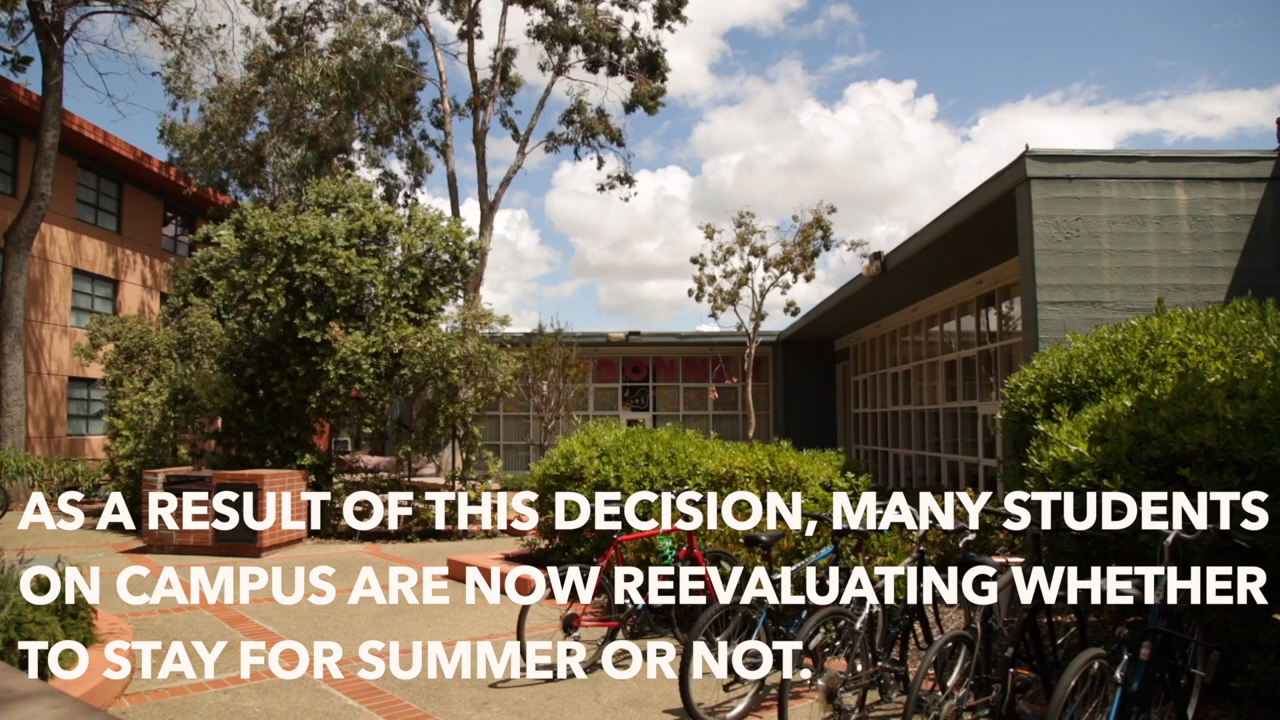 DONNE
AS A RESULT OF THIS DECISION, MANY STUDENTS
ON CAMPUS ARE NOW REEVALUATING WHETHER
TO STAY FOR SUMMER OR NOT.